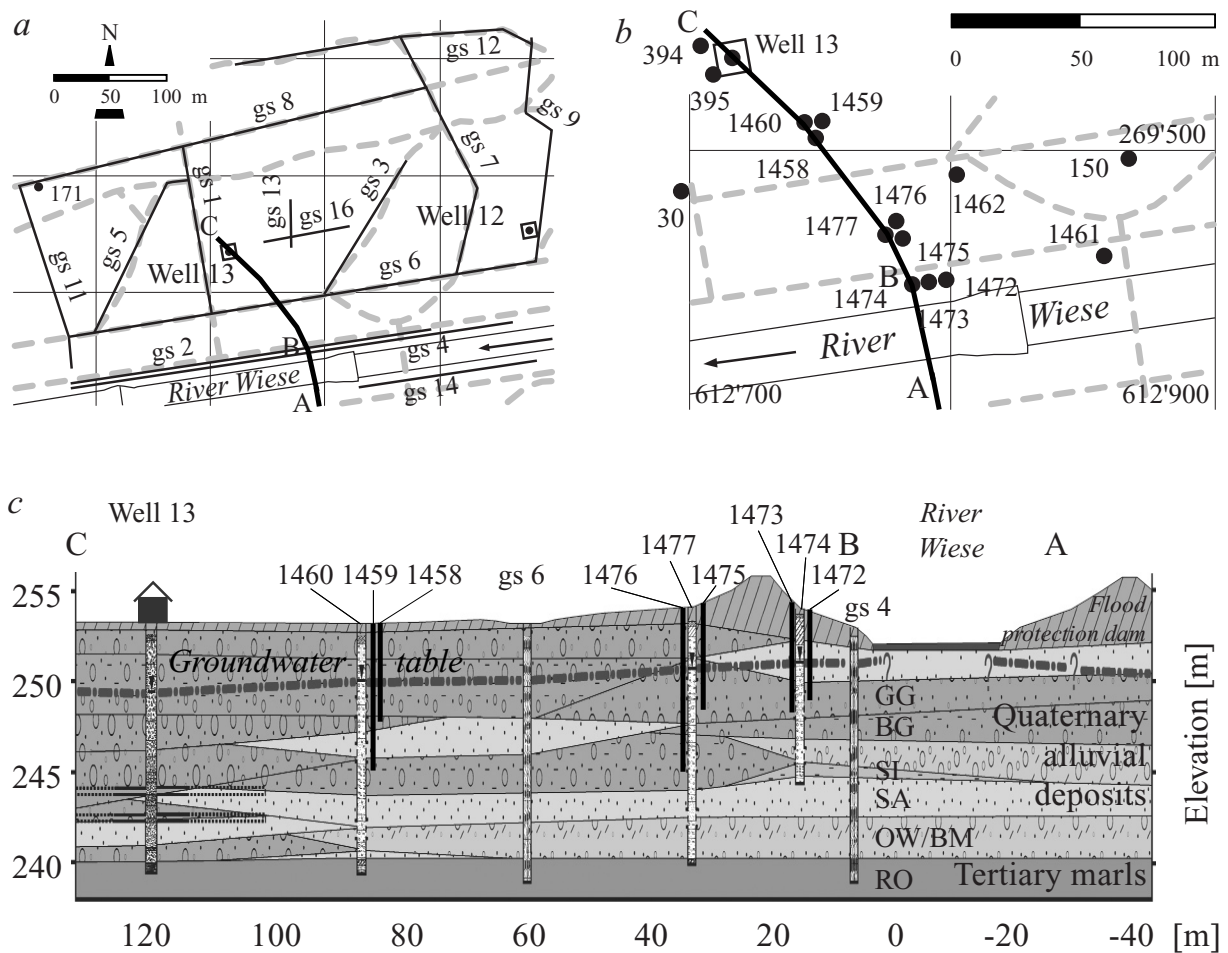 a
N
0 50 100 m
gs 12
gs 8
gs 9
gs 7
gs 3
gs 1
gs 13
gs 16
171
C
Well 12
gs 5
gs 11
Well 13
gs 6
gs 2
B
gs 4
River Wiese
gs 14
A
b
C
Well 13
0 50 100 m
394
395
1459
1460
269'500
1458
150
1476
1462
30
1477
1475
1461
B
1474
1472
1473
Wiese
River
A
612'700
612'900
c
Well 13
1473
River
C
1477
1474
B
Wiese
A
1460 1459 1458
gs 6
1476
1475
1472
255
gs 4
Flood
protection dam
Groundwater table
250
GG
BG
Quaternary
alluvial
245
SI
SA
deposits
OW/BM
240
RO
Tertiary marls
Elevation [m]
120 100 80 60 40 20 0 -20 -40 [m]